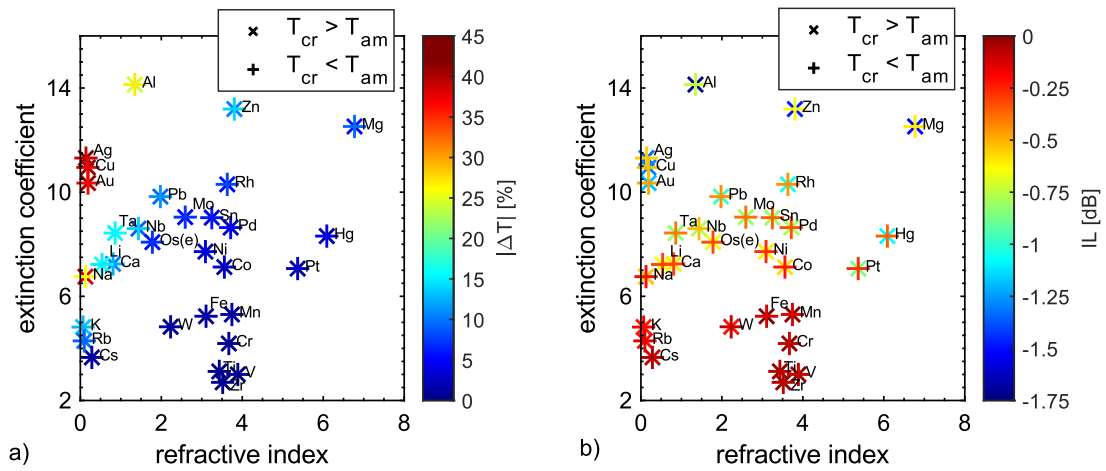 T_cr > T_am
T_cr < T_am
extinction coefficient
14
10
6
2
0
2
4
6
8
refractive index
a)
Al
Zn
Mg
Ag
Cu
Au
Rh
Pb
Mo
Sn
Pd
Ta
Nb
Os(e)
Hg
Ni
Li
Ca
Co
Pt
Na
Fe
Mn
K
W
Rb
Cr
Cs
Ti
V
Zr
45
40
35
30
25
20
15
10
5
0
|ΔT| [%]
T_cr > T_am
T_cr < T_am
extinction coefficient
14
10
6
2
0
2
4
6
8
refractive index
b)
Al
Zn
Mg
Ag
Cu
Au
Rh
Pb
Mo
Sn
Pd
Ta
Nb
Os(e)
Hg
Ni
Li
Ca
Co
Pt
Na
Fe
Mn
K
W
Rb
Cr
Cs
Ti
V
Zr
0
-0.25
-0.5
-0.75
-1
-1.25
-1.5
-1.75
IL [dB]